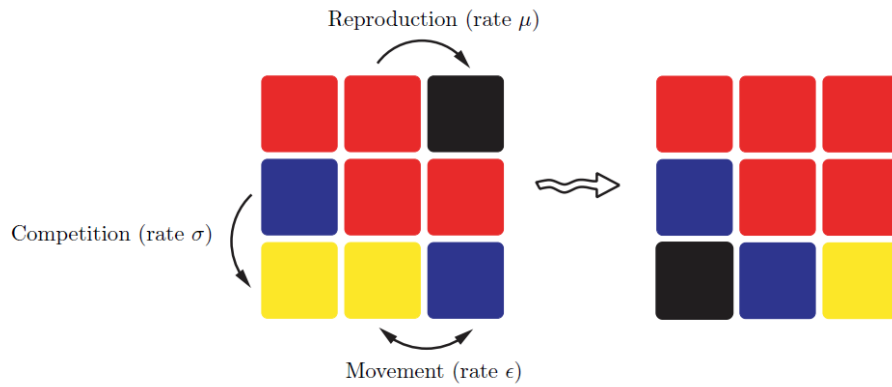 Reproduction (rate μ)
Competition (rate σ)
Movement (rate ϵ)